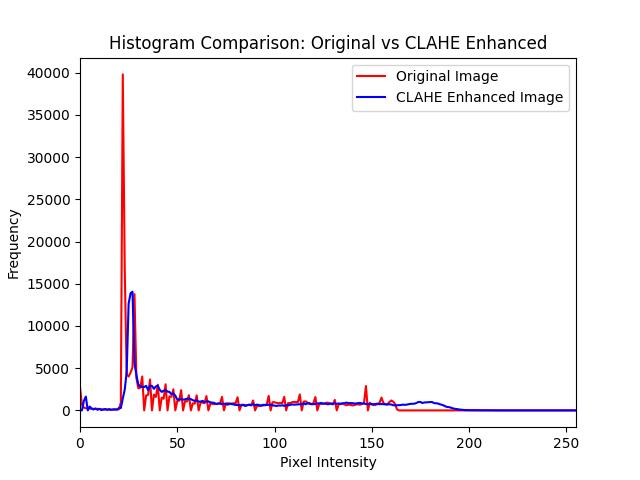 Histogram Comparison: Original vs CLAHE Enhanced
Original Image
CLAHE Enhanced Image
40000
35000
30000
25000
20000
15000
10000
5000
0
Frequency
0 50 100 150 200 250
Pixel Intensity